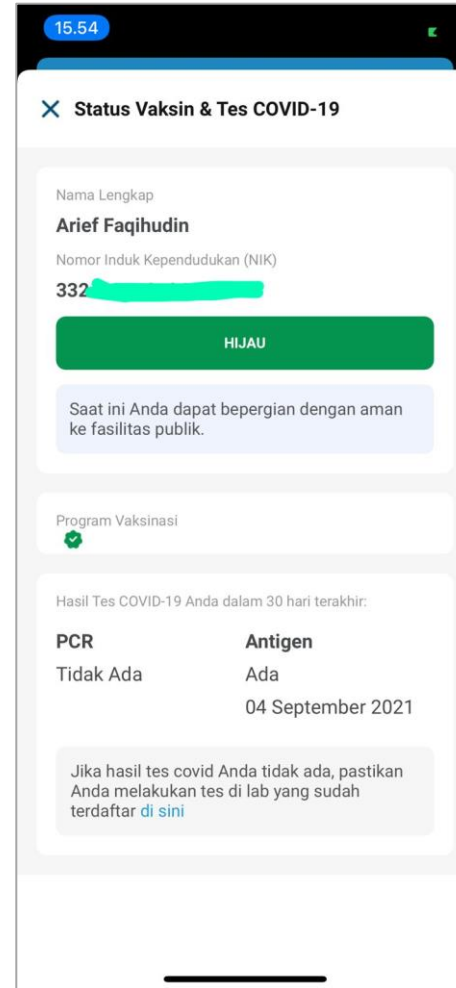 15.54
Status Vaksin & Tes COVID-19
Nama Lengkap
Arief Faqihudin
Nomor Induk Kependudukan (NIK)
332
HIJAU
Saat ini Anda dapat bepergian dengan aman
ke fasilitas publik.
Program Vaksinasi
Hasil Tes COVID-19 Anda dalam 30 hari terakhir:
PCR Antigen
Tidak Ada Ada
04 September 2021
Jika hasil tes covid Anda tidak ada, pastikan
Anda melakukan tes di lab yang sudah
terdaftar di sini